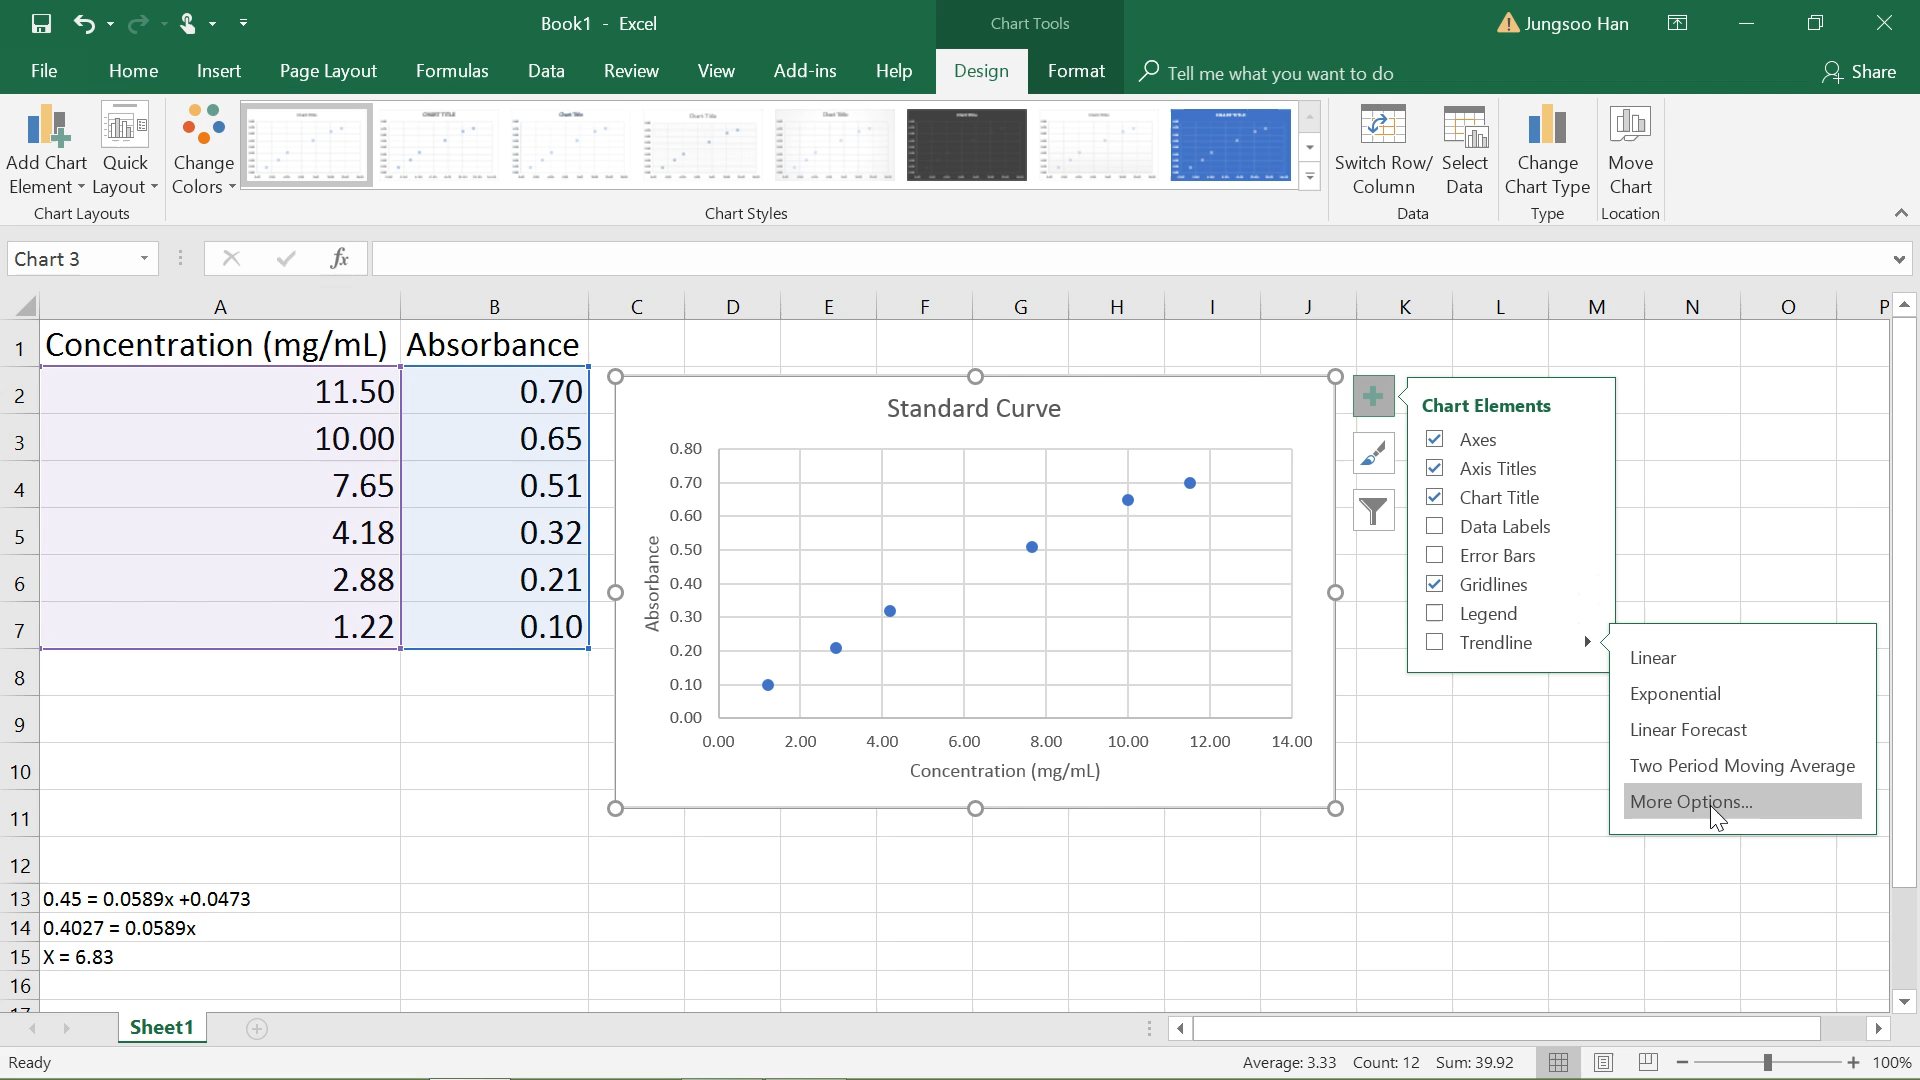 Book1 - Excel
Chart Tools
Jungsoo Han
File
Home
Insert
Page Layout
Formulas
Data
Review
View
Add-ins
Help
Design
Format
Tell me what you want to do
Share
Add Chart
Element
Quick
Layout
Chart Layouts
Change
Colors
Chart Styles
Switch Row/
Column
Select
Data
Data
Change
Chart Type
Type
Move
Chart
Location
Chart 3
fx
A B C D E F G H I J K L M N O P
1 Concentration (mg/mL) Absorbance
2 11.50 0.70
3 10.00 0.65
4 7.65 0.51
5 4.18 0.32
6 2.88 0.21
7 1.22 0.10
8
9
10
11
12
13 0.45 = 0.0589x +0.0473
14 0.4027 = 0.0589x
15 X = 6.83
16
17
Standard Curve
Absorbance
0.80
0.70
0.60
0.50
0.40
0.30
0.20
0.10
0.00
0.00 2.00 4.00 6.00 8.00 10.00 12.00 14.00
Concentration (mg/mL)
Chart Elements
Axes
Axis Titles
Chart Title
Data Labels
Error Bars
Gridlines
Legend
Trendline
Linear
Exponential
Linear Forecast
Two Period Moving Average
More Options...
Sheet1
Ready
Average: 3.33 Count: 12 Sum: 39.92
100%